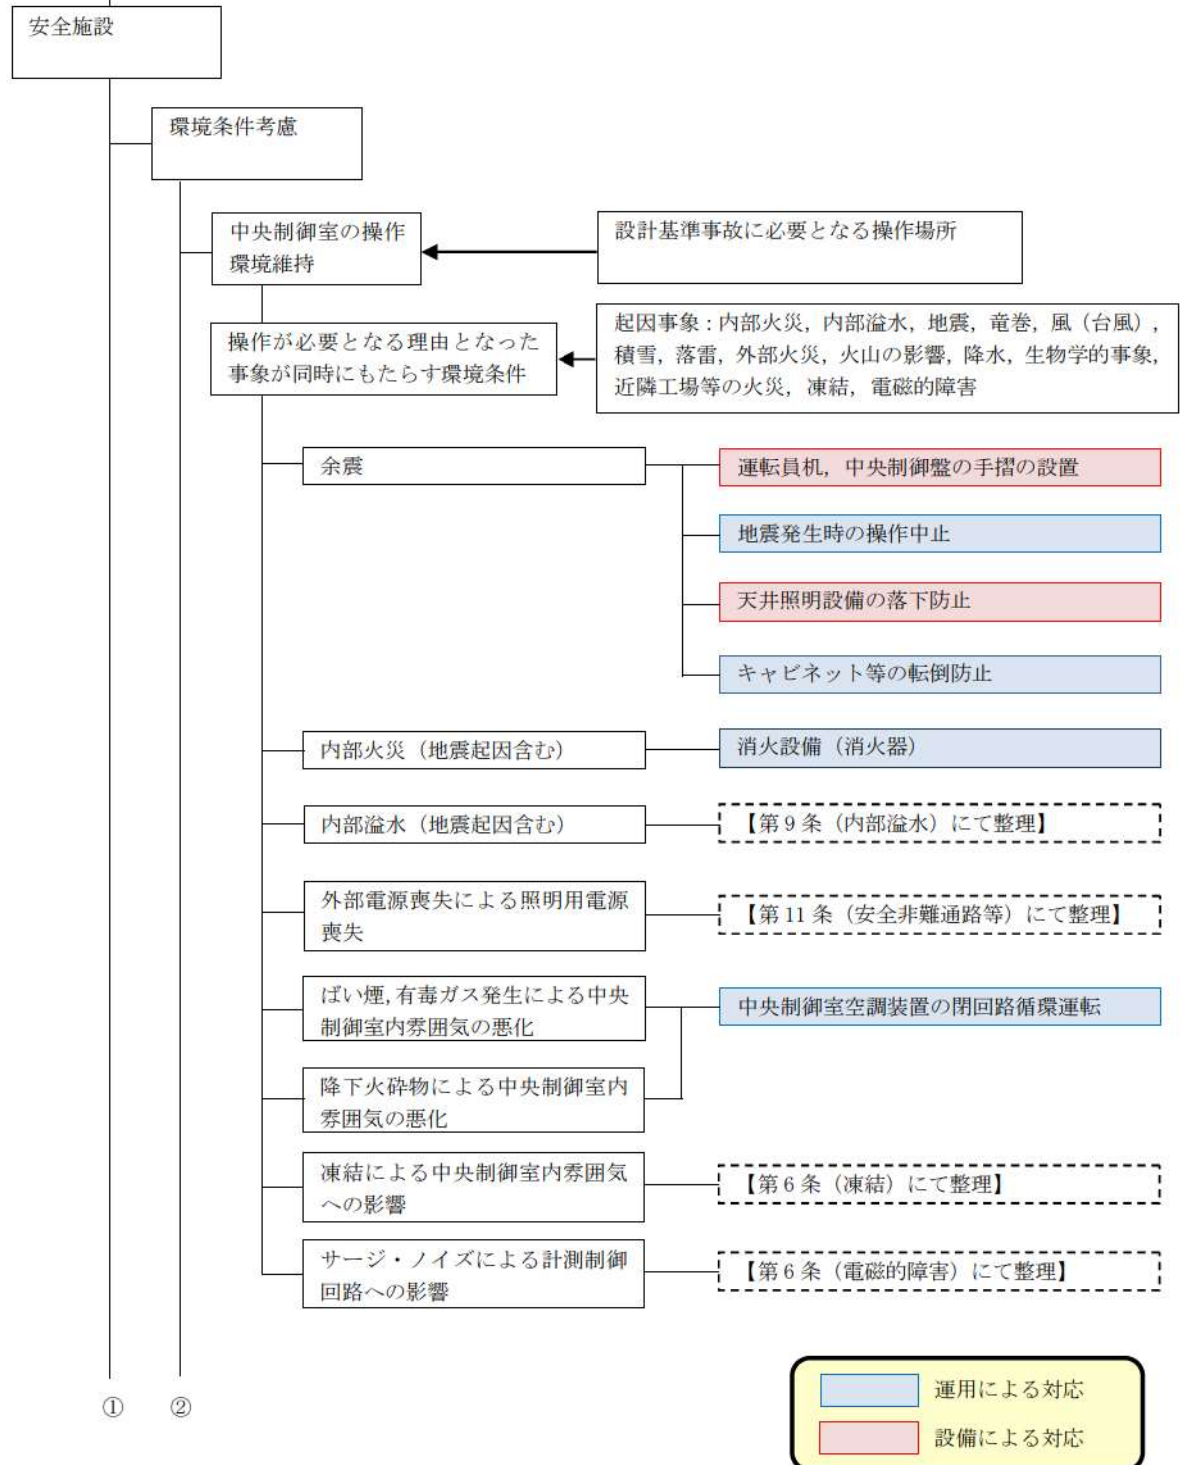 安全施設
環境条件考慮
中央制御室の操作
環境維持
設計基準事故に必要となる操作場所
操作が必要となる理由となった
事象が同時にもたらす環境条件
起因事象：内部火災，内部溢水，地震，竜巻，風（台風），
積雪，落雷，外部火災，火山の影響，降水，生物学的事象，
近隣工場等の火災，凍結，電磁的障害
余震
運転員机，中央制御盤の手摺の設置
地震発生時の操作中止
天井照明設備の落下防止
キャビネット等の転倒防止
内部火災（地震起因含む）
消火設備（消火器）
内部溢水（地震起因含む）
【第9条（内部溢水）にて整理】
外部電源喪失による照明用電源
喪失
【第11条（安全非難通路等）にて整理】
ばい煙,有毒ガス発生による中央
制御室内雰囲気の悪化
中央制御室空調装置の閉回路循環運転
降下火砕物による中央制御室内
雰囲気の悪化
凍結による中央制御室内雰囲気
への影響
【第6条（凍結）にて整理】
サージ・ノイズによる計測制御
回路への影響
【第6条（電磁的障害）にて整理】
① ②
運用による対応
設備による対応